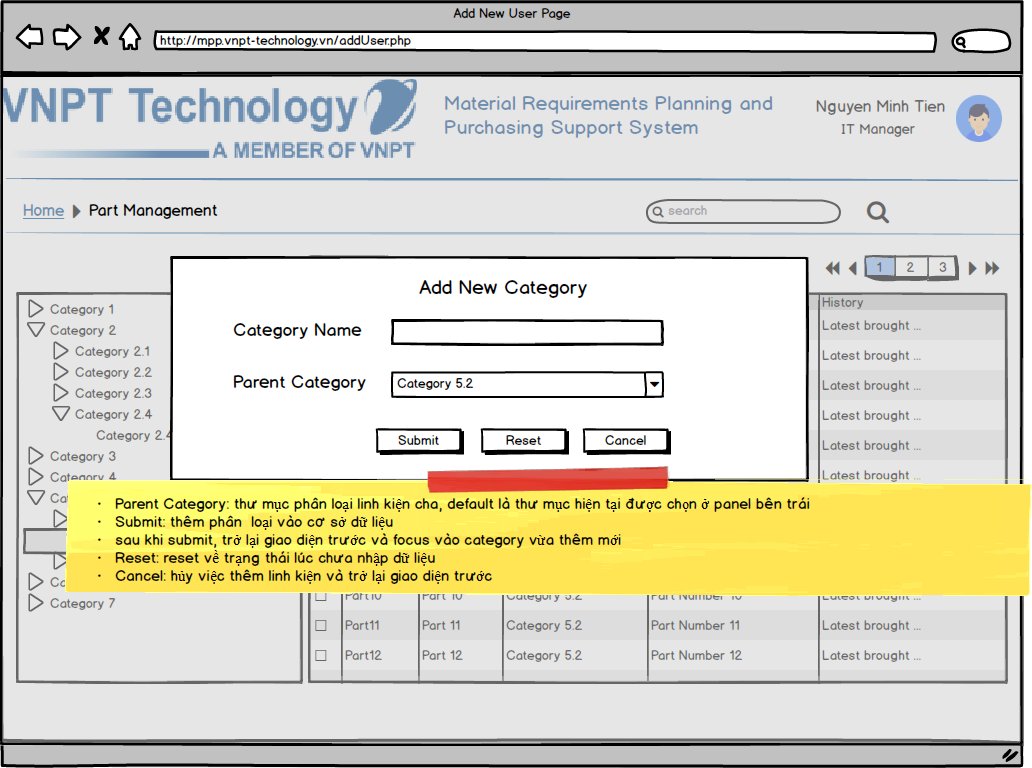 Add New User Page
http://mpp.vnpt-technology.vn/addUser.php
VNPT Technology
A MEMBER OF VNPT
Material Requirements Planning and
Purchasing Support System
Nguyen Minh Tien
IT Manager
Home Part Management
search
1 2 3
Add New Category
Category Name
Parent Category Category 5.2
Submit Reset Cancel
Category 1
Category 2
Category 2.1
Category 2.2
Category 2.3
Category 2.4
Category 2.4
Category 3
Category 4
Category 7
History
Latest brought ...
Latest brought ...
Latest brought ...
Latest brought ...
Latest brought ...
Latest brought ...
• Parent Category: thư mục phân loại linh kiện cha, default là thư mục hiện tại được chọn ở panel bên trái
• Submit: thêm phân loại vào cơ sở dữ liệu
• sau khi submit, trở lại giao diện trước và focus vào category vừa thêm mới
• Reset: reset về trạng thái lúc chưa nhập dữ liệu
• Cancel: hủy việc thêm linh kiện và trở lại giao diện trước
Part10 Part 10 Category 5.2 Part Number 10 Latest brought ...
Part11 Part 11 Category 5.2 Part Number 11 Latest brought ...
Part12 Part 12 Category 5.2 Part Number 12 Latest brought ...